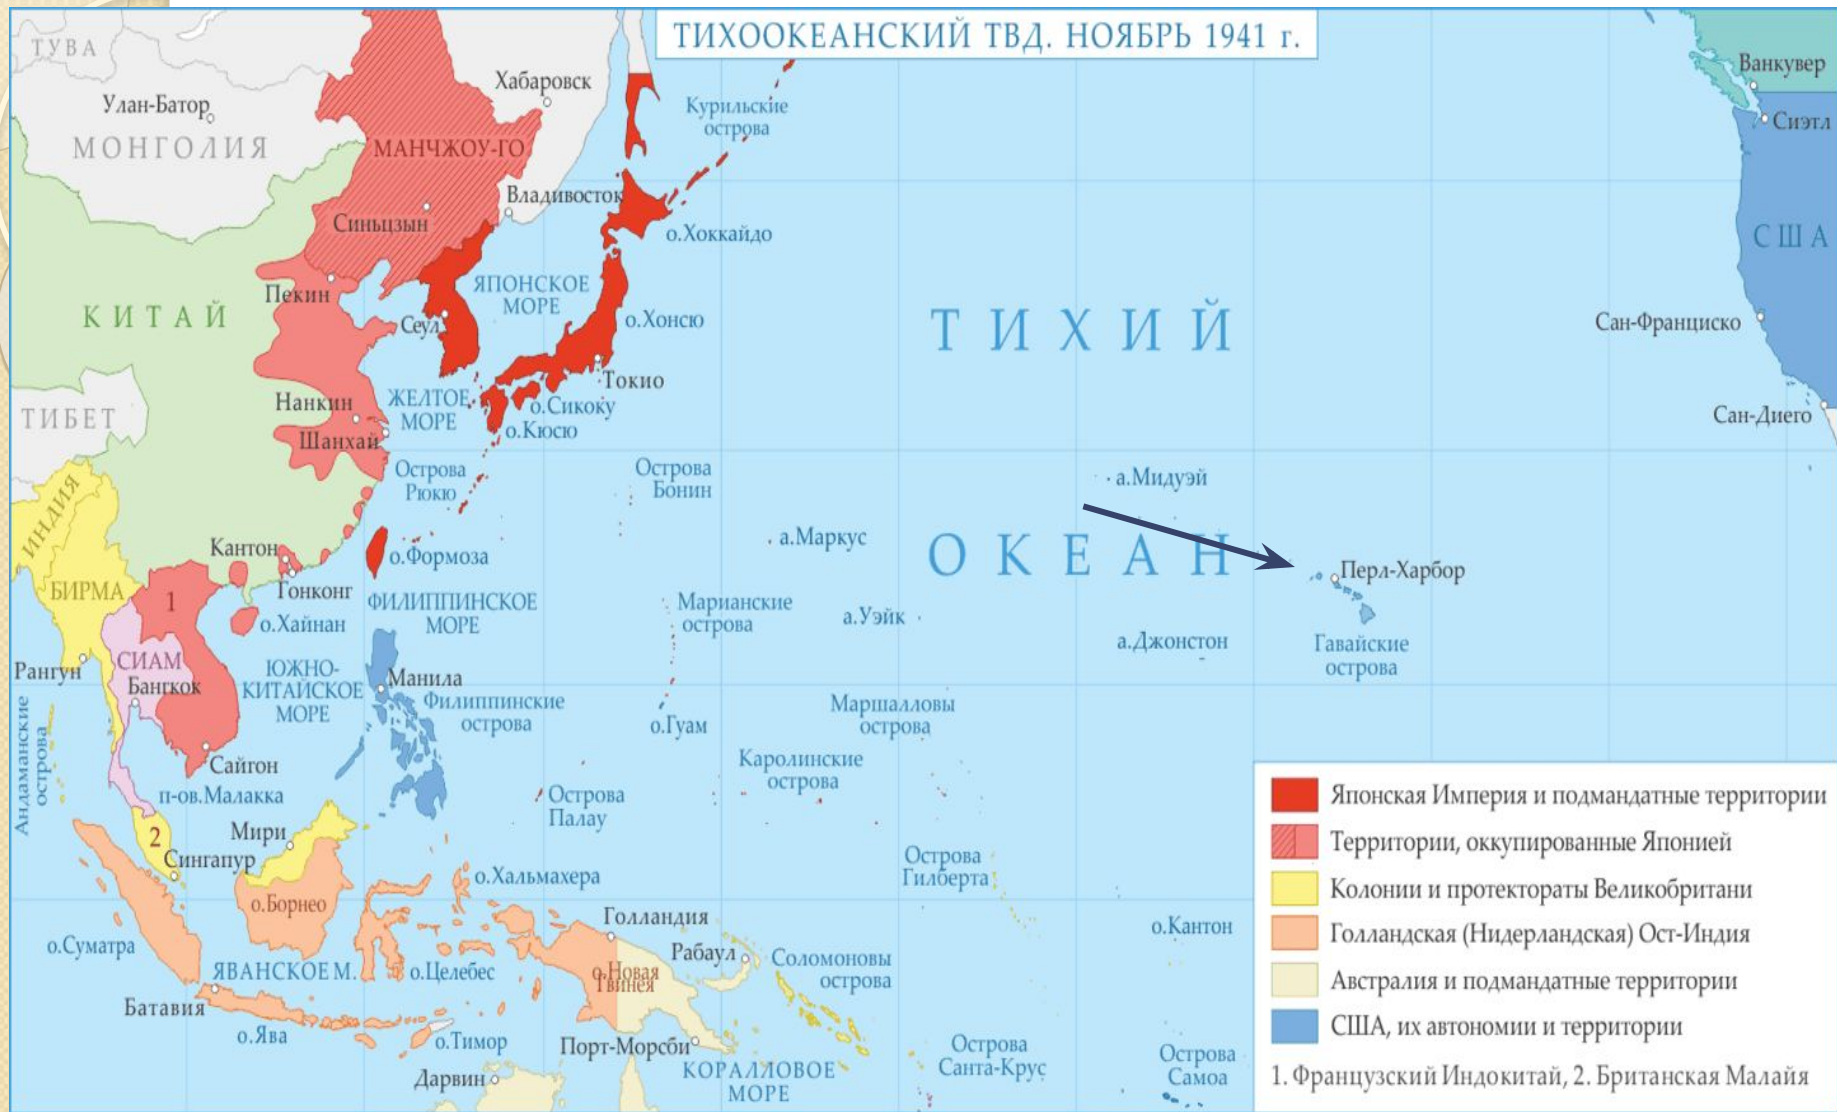 ТИХООКЕАНСКИЙ ТВД. НОЯБРЬ 1941 г.
ТУВА
Улан-Батор
МОНГОЛИЯ
Хабаровск
Курильские
острова
Ванкувер
Сиэтл
МАНЧЖОУ-ГО
Владивосток
Синьцзын
о.Хоккайдо
США
Пекин
ЯПОНСКОЕ
МОРЕ
КИТАЙ
Сеул
о.Хонсю
ТИХИЙ
Сан-Франциско
Токио
ТИБЕТ
Нанкин
ЖЕЛТОЕ
МОРЕ
о.Сикоку
о.Кюсю
Шанхай
Сан-Диего
Острова
Рюкю
Острова
Бонин
а.Мидуэй
ИНДИЯ
Кантон
о.Формоза
а.Маркус
ОКЕАН
Перл-Харбор
БИРМА
1
Гонконг
о.Хайнан
ФИЛИППИНСКОЕ
МОРЕ
Марианские
острова
а.Уэйк
а.Джонстон
Гавайские
острова
СИАМ
Рангун
Бангкок
ЮЖНО-
КИТАЙСКОЕ
МОРЕ
Манила
Филиппинские
острова
о.Гуам
Маршалловы
острова
Андаманские
острова
Сайгон
п-ов.Малакка
Каролинские
острова
Острова
Палау
2
Мири
Сингапур
о.Борнео
о.Хальмахера
Острова
Гилберта
о.Суматра
ЯВАНСКОЕ М.
о.Целебес
Голландия
Рабаул
о.Новая
Гвинея
Соломоновы
острова
о.Кантон
Батавия
о.Ява
о.Тимор
Порт-Морсби
Дарвин
КОРАЛЛОВОЕ
МОРЕ
Острова
Санта-Крус
Острова
Самоа
Японская Империя и подмандатные территории
Территории, оккупированные Японией
Колонии и протектораты Великобритани
Голландская (Нидерландская) Ост-Индия
Австралия и подмандатные территории
США, их автономии и территории
1. Французский Индокитай, 2. Британская Малайя